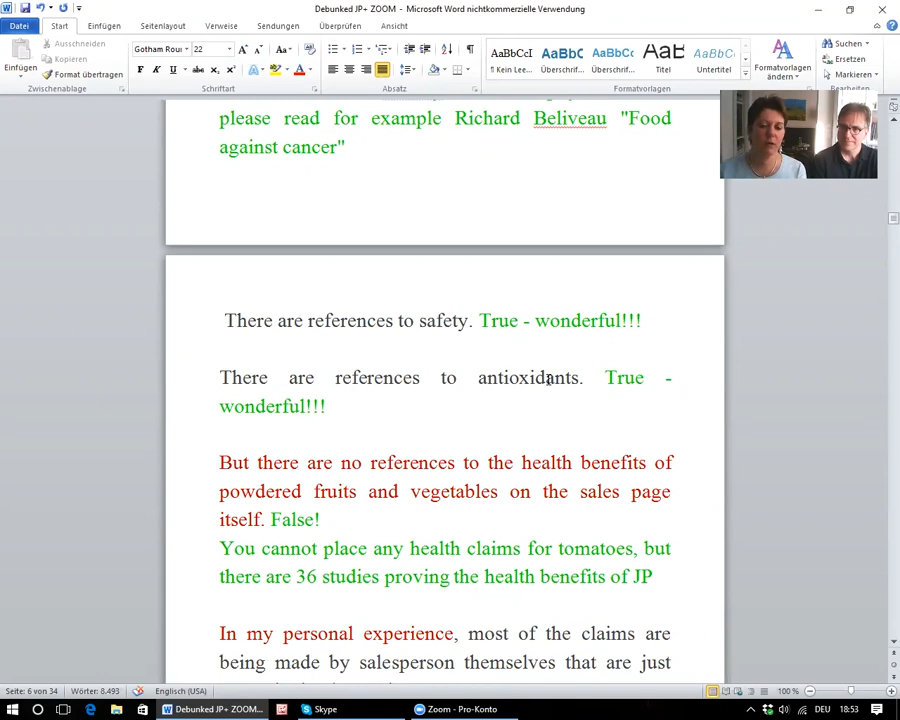 Debunked JP+ ZOOM - Microsoft Word nichtkommerzielle Verwendung
Datei Start Einfügen Seitenlayout Verweise Sendungen Überprüfen Ansicht
Ausschneiden
Kopieren
Format übertragen
Einfügen
Zwischenablage
Gotham Roun 22
Schriftart
Absatz
AaBbCcI AaBbC AaBbCc AaB AaBbCc
¶ Kein Lee... Überschrif... Überschrif... Titel Untertitel
Formatvorlagen
Formatvorlagen
ändern
Suchen
Ersetzen
Markieren
Bearbeiten
please read for example Richard Beliveau "Food
against cancer"
There are references to safety. True - wonderful!!!
There are references to antioxidants. True -
wonderful!!!
But there are no references to the health benefits of
powdered fruits and vegetables on the sales page
itself. False!
You cannot place any health claims for tomatoes, but
there are 36 studies proving the health benefits of JP
In my personal experience, most of the claims are
being made by salesperson themselves that are just
Seite: 6 von 34 Wörter: 8.493 Englisch (USA) 100 %
Debunked JP+ ZOOM... Skype Zoom - Pro-Konto DEU 18:53